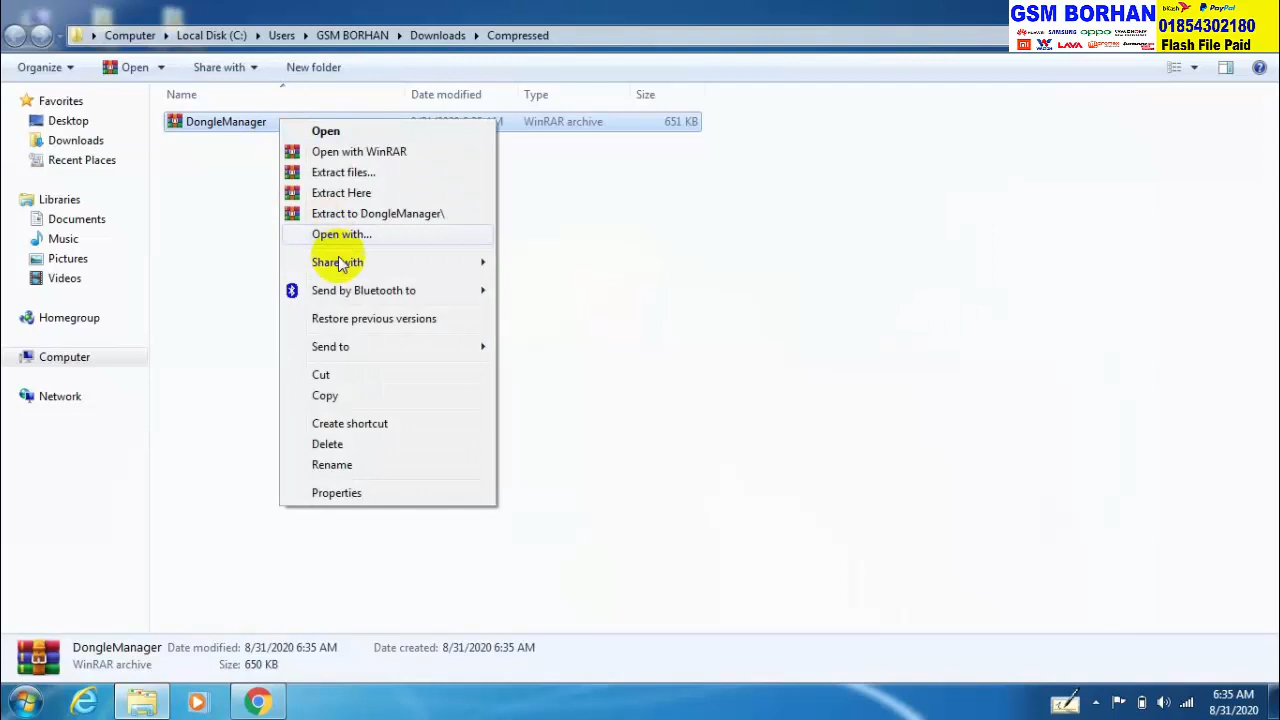 GSM BORHAN
bKash
PayPal
01854302180
Flash File Paid
SAMSUNG
oppo
LAVA
Computer
Local Disk (C:)
Users
GSM BORHAN
Downloads
Compressed
Organize
Open
Share with
New folder
Favorites
Desktop
Downloads
Recent Places
Libraries
Documents
Music
Pictures
Videos
Homegroup
Computer
Network
Name
Date modified
Type
Size
DongleManager
WinRAR archive
651 KB
Open
Open with WinRAR
Extract files...
Extract Here
Extract to DongleManager\
Open with...
Share with
Send by Bluetooth to
Restore previous versions
Send to
Cut
Copy
Create shortcut
Delete
Rename
Properties
DongleManager
Date modified: 8/31/2020 6:35 AM
Date created: 8/31/2020 6:35 AM
WinRAR archive
Size: 650 KB
6:35 AM
8/31/2020